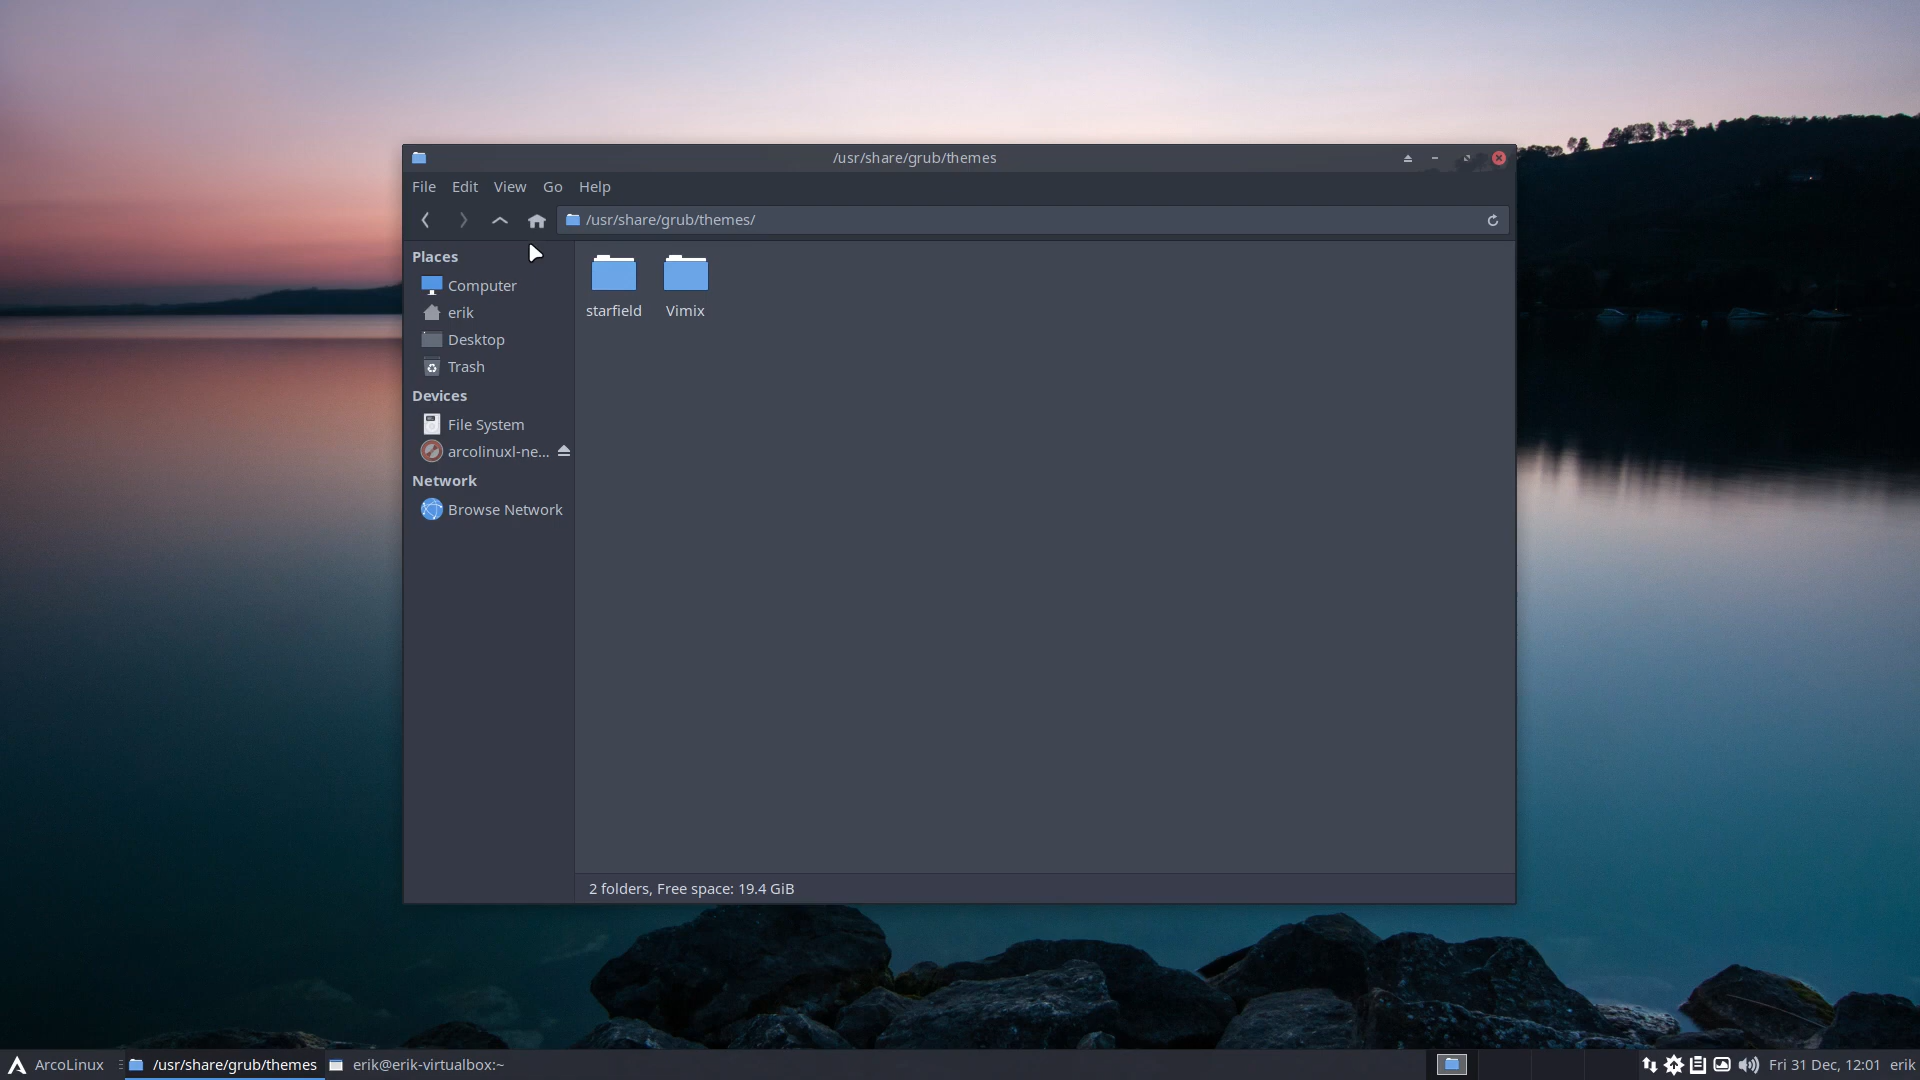 /usr/share/grub/themes
File Edit View Go Help
/usr/share/grub/themes/
Places
Computer
erik
Desktop
Trash
Devices
File System
arcolinuxl-ne...
Network
Browse Network
starfield Vimix
2 folders, Free space: 19.4 GiB
ArcoLinux /usr/share/grub/themes erik@erik-virtualbox:~ Fri 31 Dec, 12:01 erik